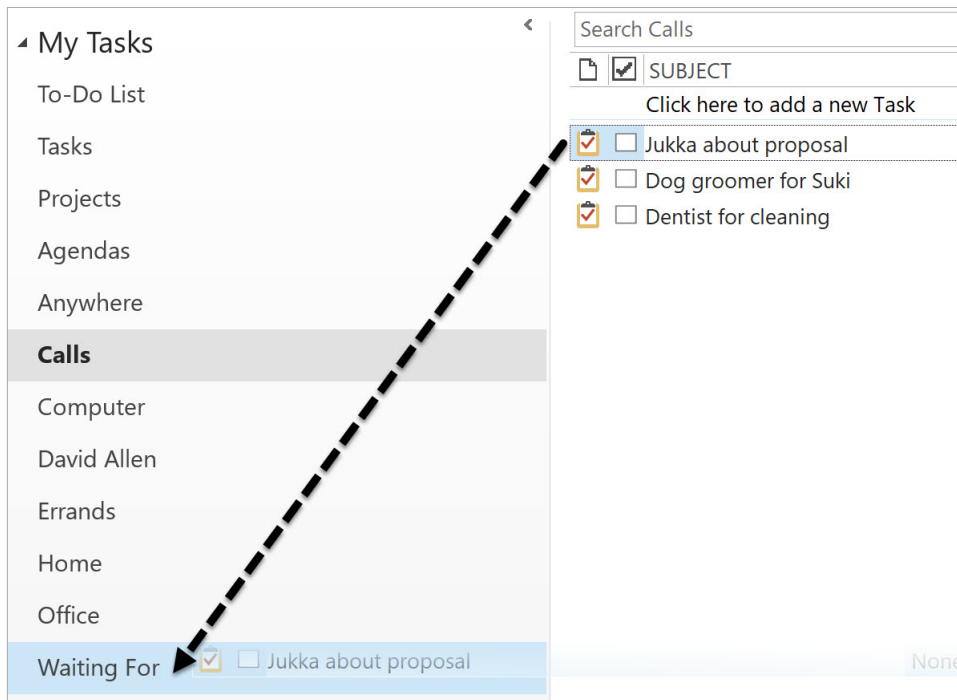 My Tasks
To-Do List
Tasks
Projects
Agendas
Anywhere
Calls
Computer
David Allen
Errands
Home
Office
Waiting For
Search Calls
SUBJECT
Click here to add a new Task
Jukka about proposal
Dog groomer for Suki
Dentist for cleaning
Jukka about proposal
None